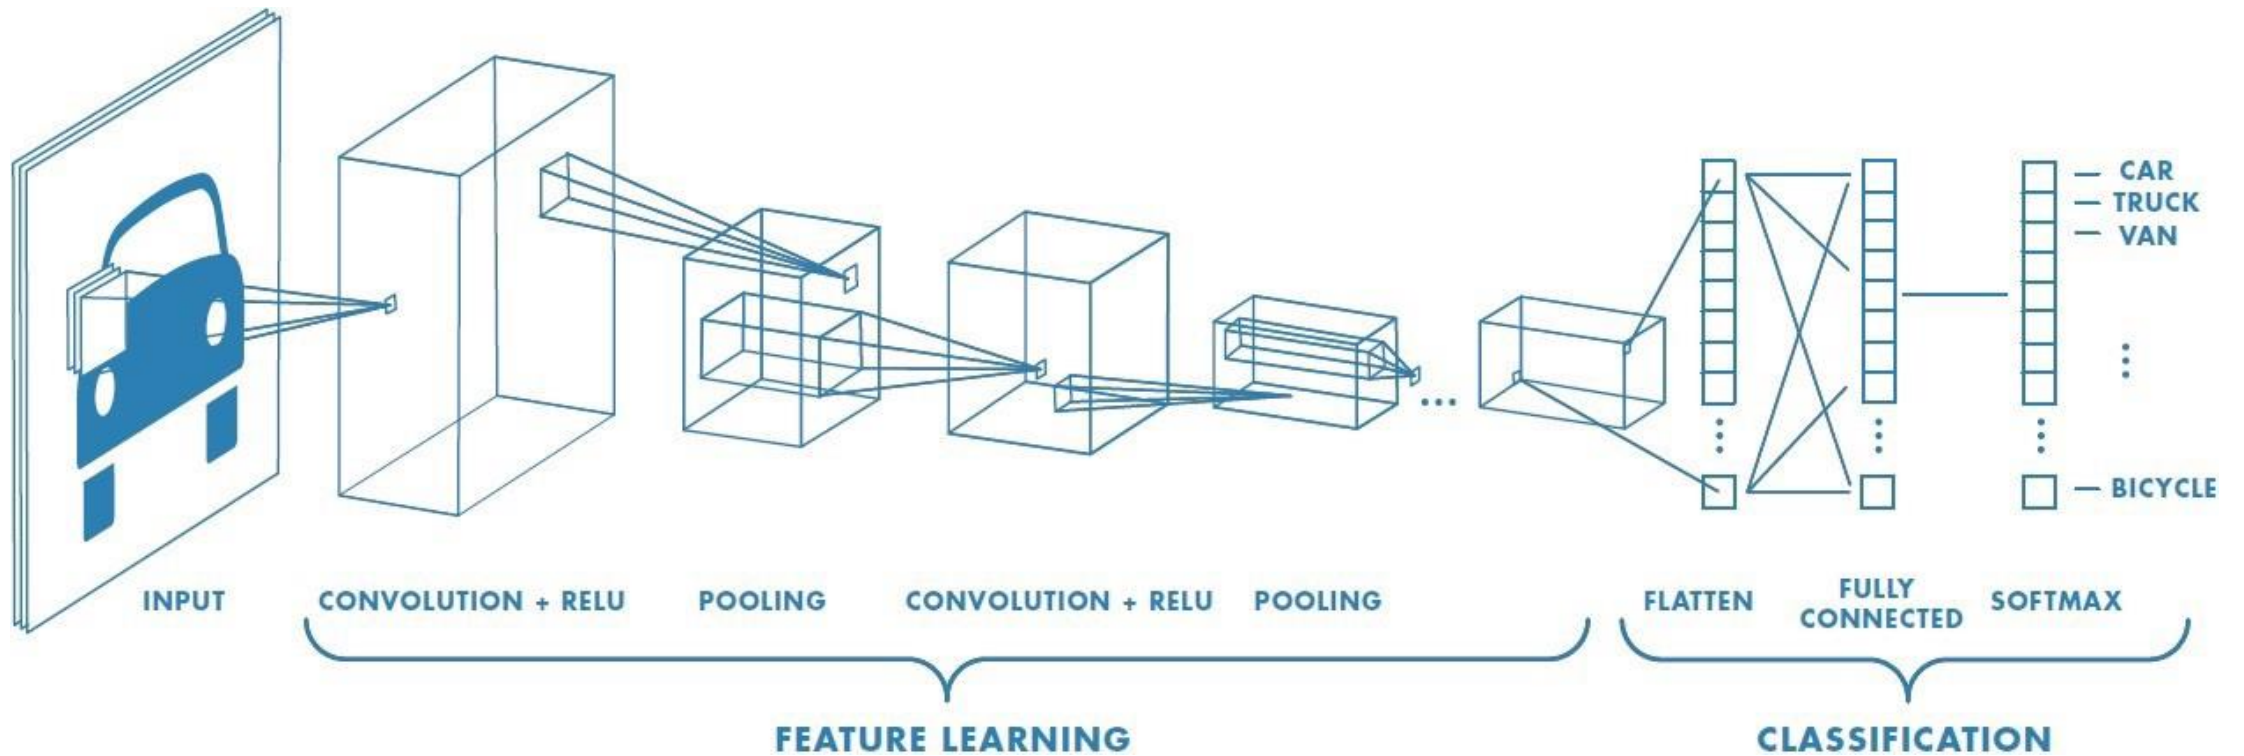 CAR
TRUCK
VAN
BICYCLE
INPUT
CONVOLUTION + RELU
POOLING
CONVOLUTION + RELU
POOLING
FLATTEN
FULLY
CONNECTED
SOFTMAX
FEATURE LEARNING
CLASSIFICATION